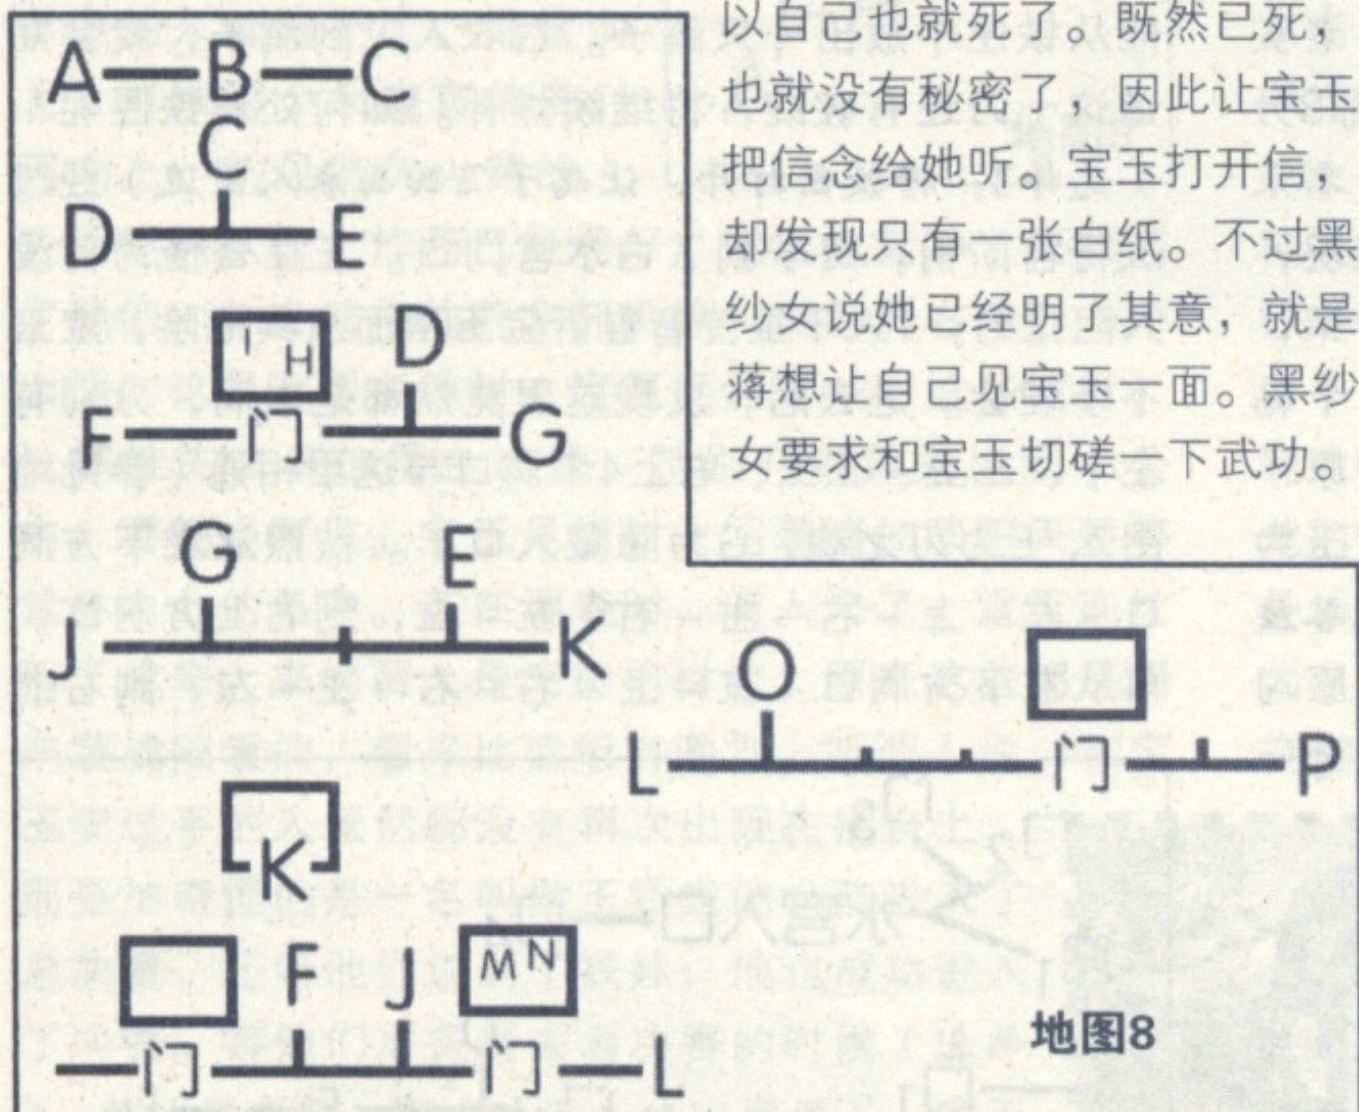 以自己也就死了。既然已死，
也就没有秘密了，因此让宝玉
把信念给她听。宝玉打开信，
却发现只有一张白纸。不过黑
纱女说她已经明了其意，就是
蒋想让自己见宝玉一面。黑纱
女要求和宝玉切磋一下武功。
A B C
C
D E
I H D
F 门 G
G E
J K
O
L 门 P
K
F J M N
门 门 L
地图8